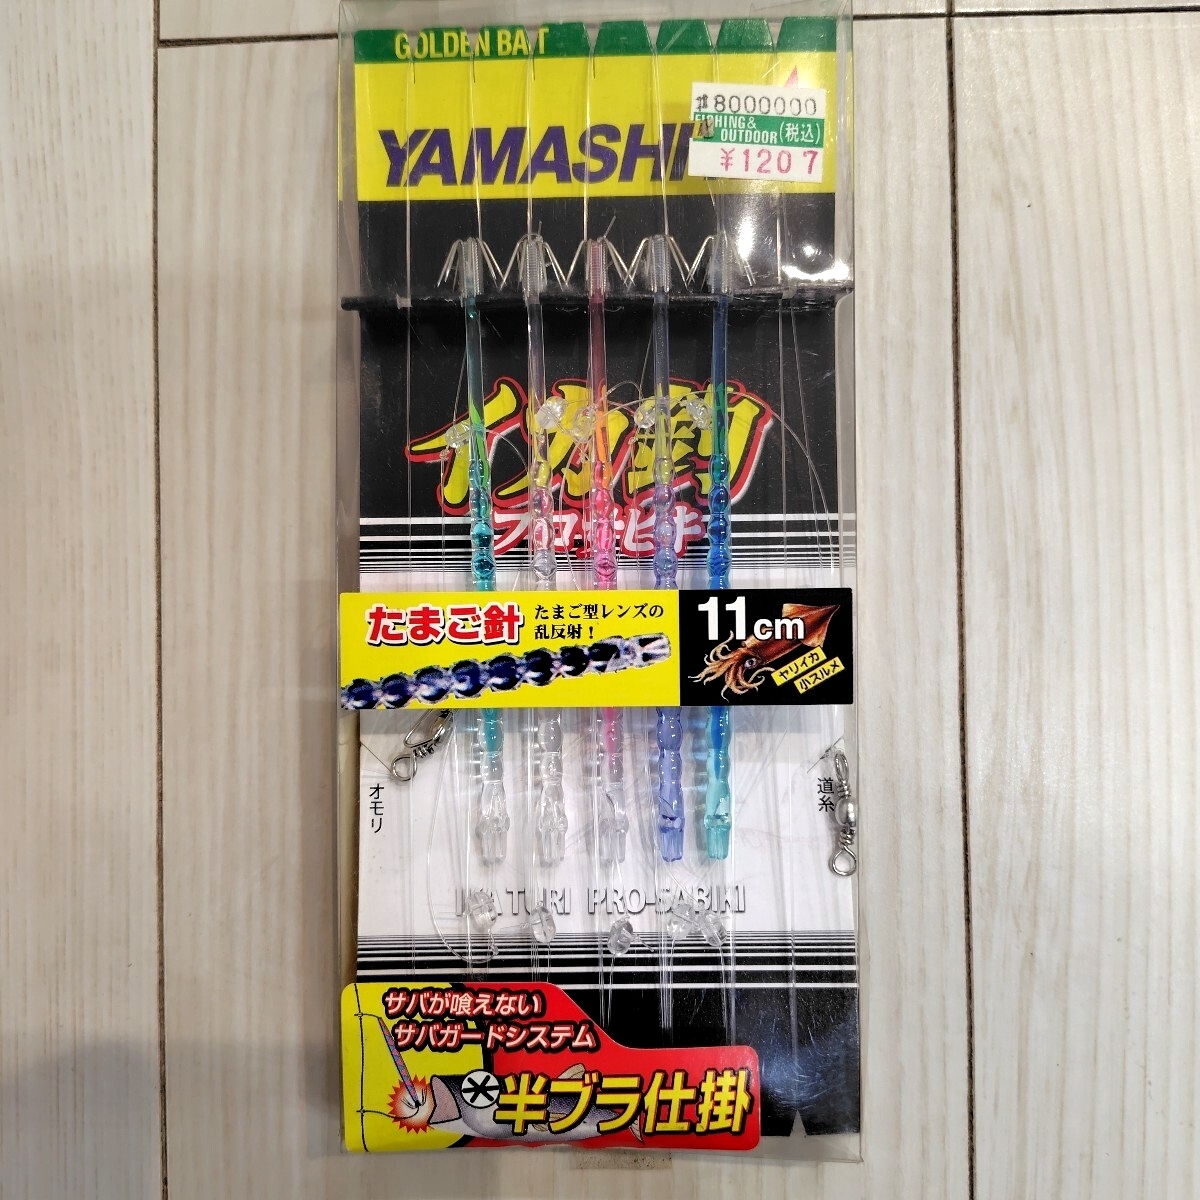 GOLDEN BAIT
YAMASHI
#8000000
FISHING &
OUTDOOR (税込)
¥1207
イカ釣
プロサビキ
たまご針
たまご型レンズの
乱反射!
11cm
ヤリイカ
小スルメ
オモリ
道糸
IKA TURI PRO-SABIKI
サバが喰えない
サバガードシステム
半ブラ仕掛